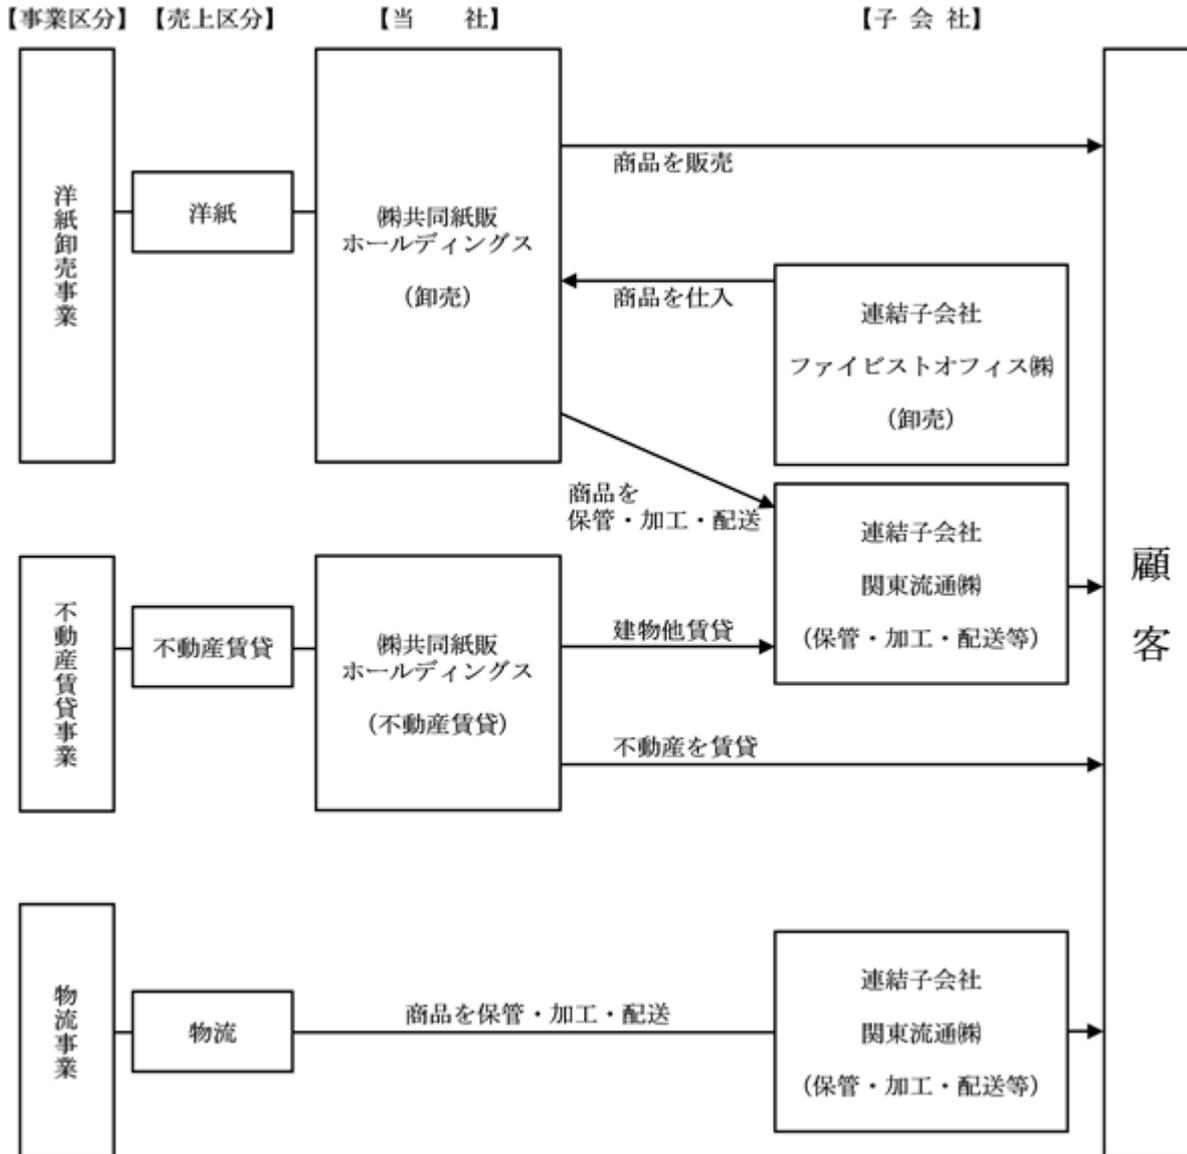 【事業区分】 【売上区分】 【当 社】 【子 会 社】
洋紙卸売事業
洋紙
㈱共同紙販
ホールディングス
（卸売）
商品を販売
商品を仕入
連結子会社
ファイビストオフィス㈱
（卸売）
商品を
保管・加工・配送
連結子会社
関東流通㈱
（保管・加工・配送等）
顧客
不動産賃貸事業
不動産賃貸
㈱共同紙販
ホールディングス
（不動産賃貸）
建物他賃貸
不動産を賃貸
物流事業
物流
商品を保管・加工・配送
連結子会社
関東流通㈱
（保管・加工・配送等）